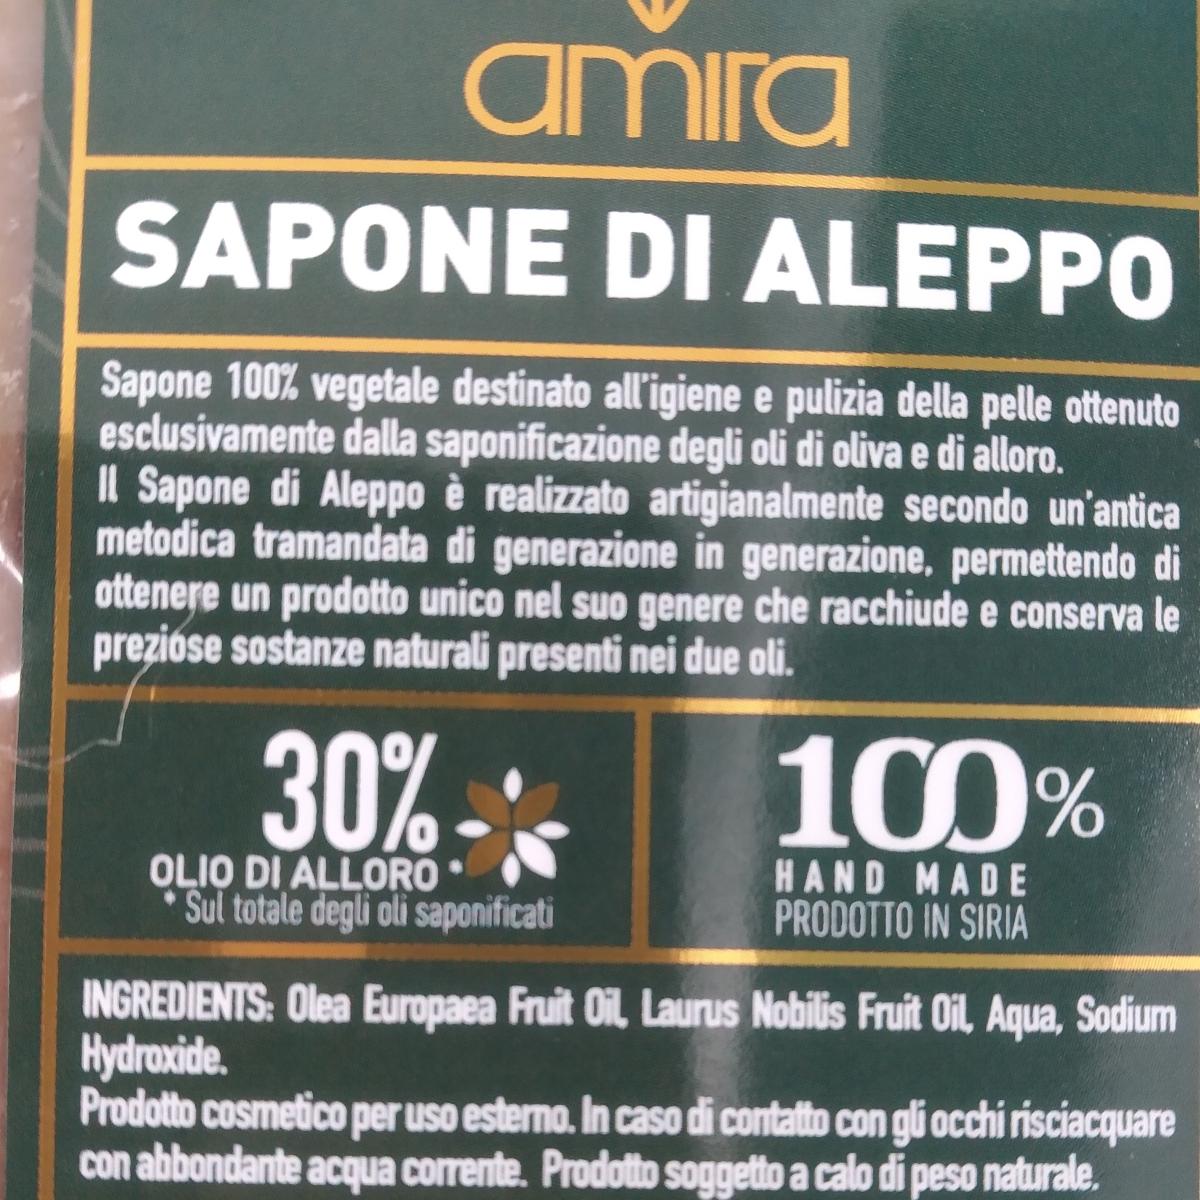 amira
SAPONE DI ALEPPO
Sapone 100% vegetale destinato all'igiene e pulizia della pelle ottenuto
esclusivamente dalla saponificazione degli oli di oliva e di alloro.
Il Sapone di Aleppo è realizzato artigianalmente secondo un'antica
metodica tramandata di generazione in generazione, permettendo di
ottenere un prodotto unico nel suo genere che racchiude e conserva le
preziose sostanze naturali presenti nei due oli.
30%
OLIO DI ALLORO *
* Sul totale degli oli saponificati
100%
HAND MADE
PRODOTTO IN SIRIA
INGREDIENTS: Olea Europaea Fruit Oil, Laurus Nobilis Fruit Oil, Aqua, Sodium
Hydroxide.
Prodotto cosmetico per uso esterno. In caso di contatto con gli occhi risciacquare
con abbondante acqua corrente. Prodotto soggetto a calo di peso naturale.